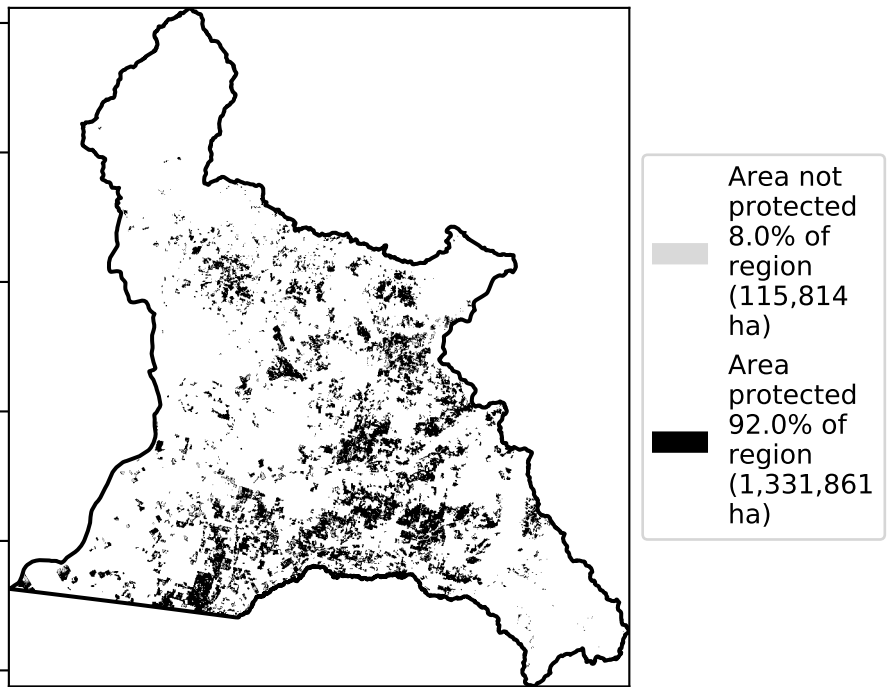 Area not
protected
8.0% of
region
(115,814
ha)
Area
protected
92.0% of
region
(1,331,861
ha)